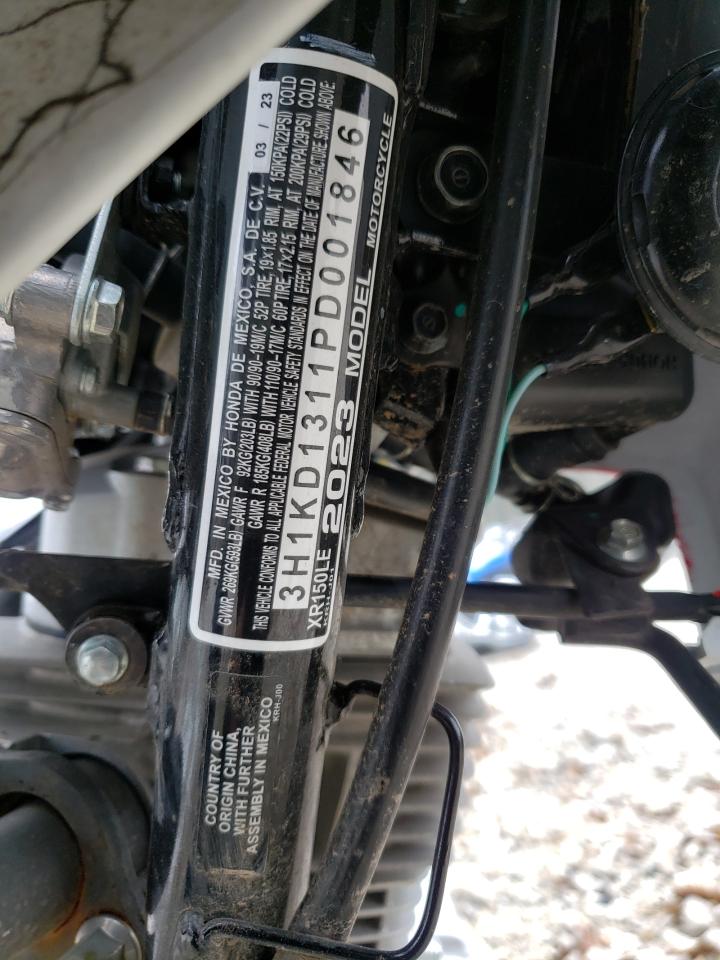 MFD. IN MEXICO BY HONDA DE MEXICO, S.A. DE C.V. 03 / 23
GVWR 269KG(593LB) GAWR F 92KG(203LB) WITH 90/90-19M/C 52P TIRE, 19x1.85 RIM, AT 150KPA(22PSI) COLD
GAWR R 185KG(408LB) WITH 110/90-17M/C 60P TIRE, 17x2.15 RIM, AT 200KPA(29PSI) COLD
THIS VEHICLE CONFORMS TO ALL APPLICABLE FEDERAL MOTOR VEHICLE SAFETY STANDARDS IN EFFECT ON THE DATE OF MANUFACTURE SHOWN ABOVE:
3H1KD1311PD001846
XR150LE 2023 MODEL MOTORCYCLE
COUNTRY OF
ORIGIN CHINA,
WITH FURTHER
ASSEMBLY IN MEXICO
KRH-J00